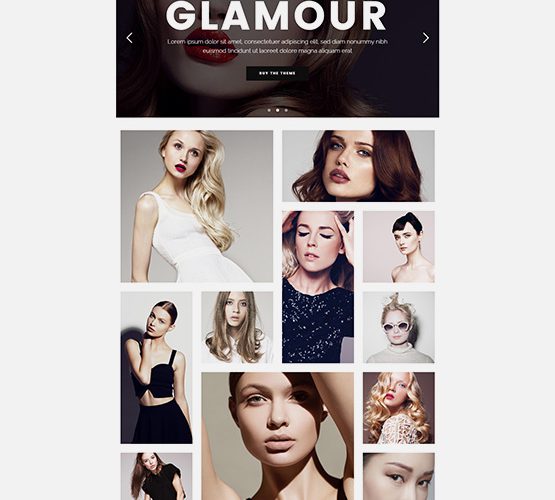 GLAMOUR
Lorem ipsum dolor sit amet, consectetuer adipiscing elit, sed diam nonummy nibh
euismod tincidunt ut laoreet dolore magna aliquam erat
BUY THE THEME